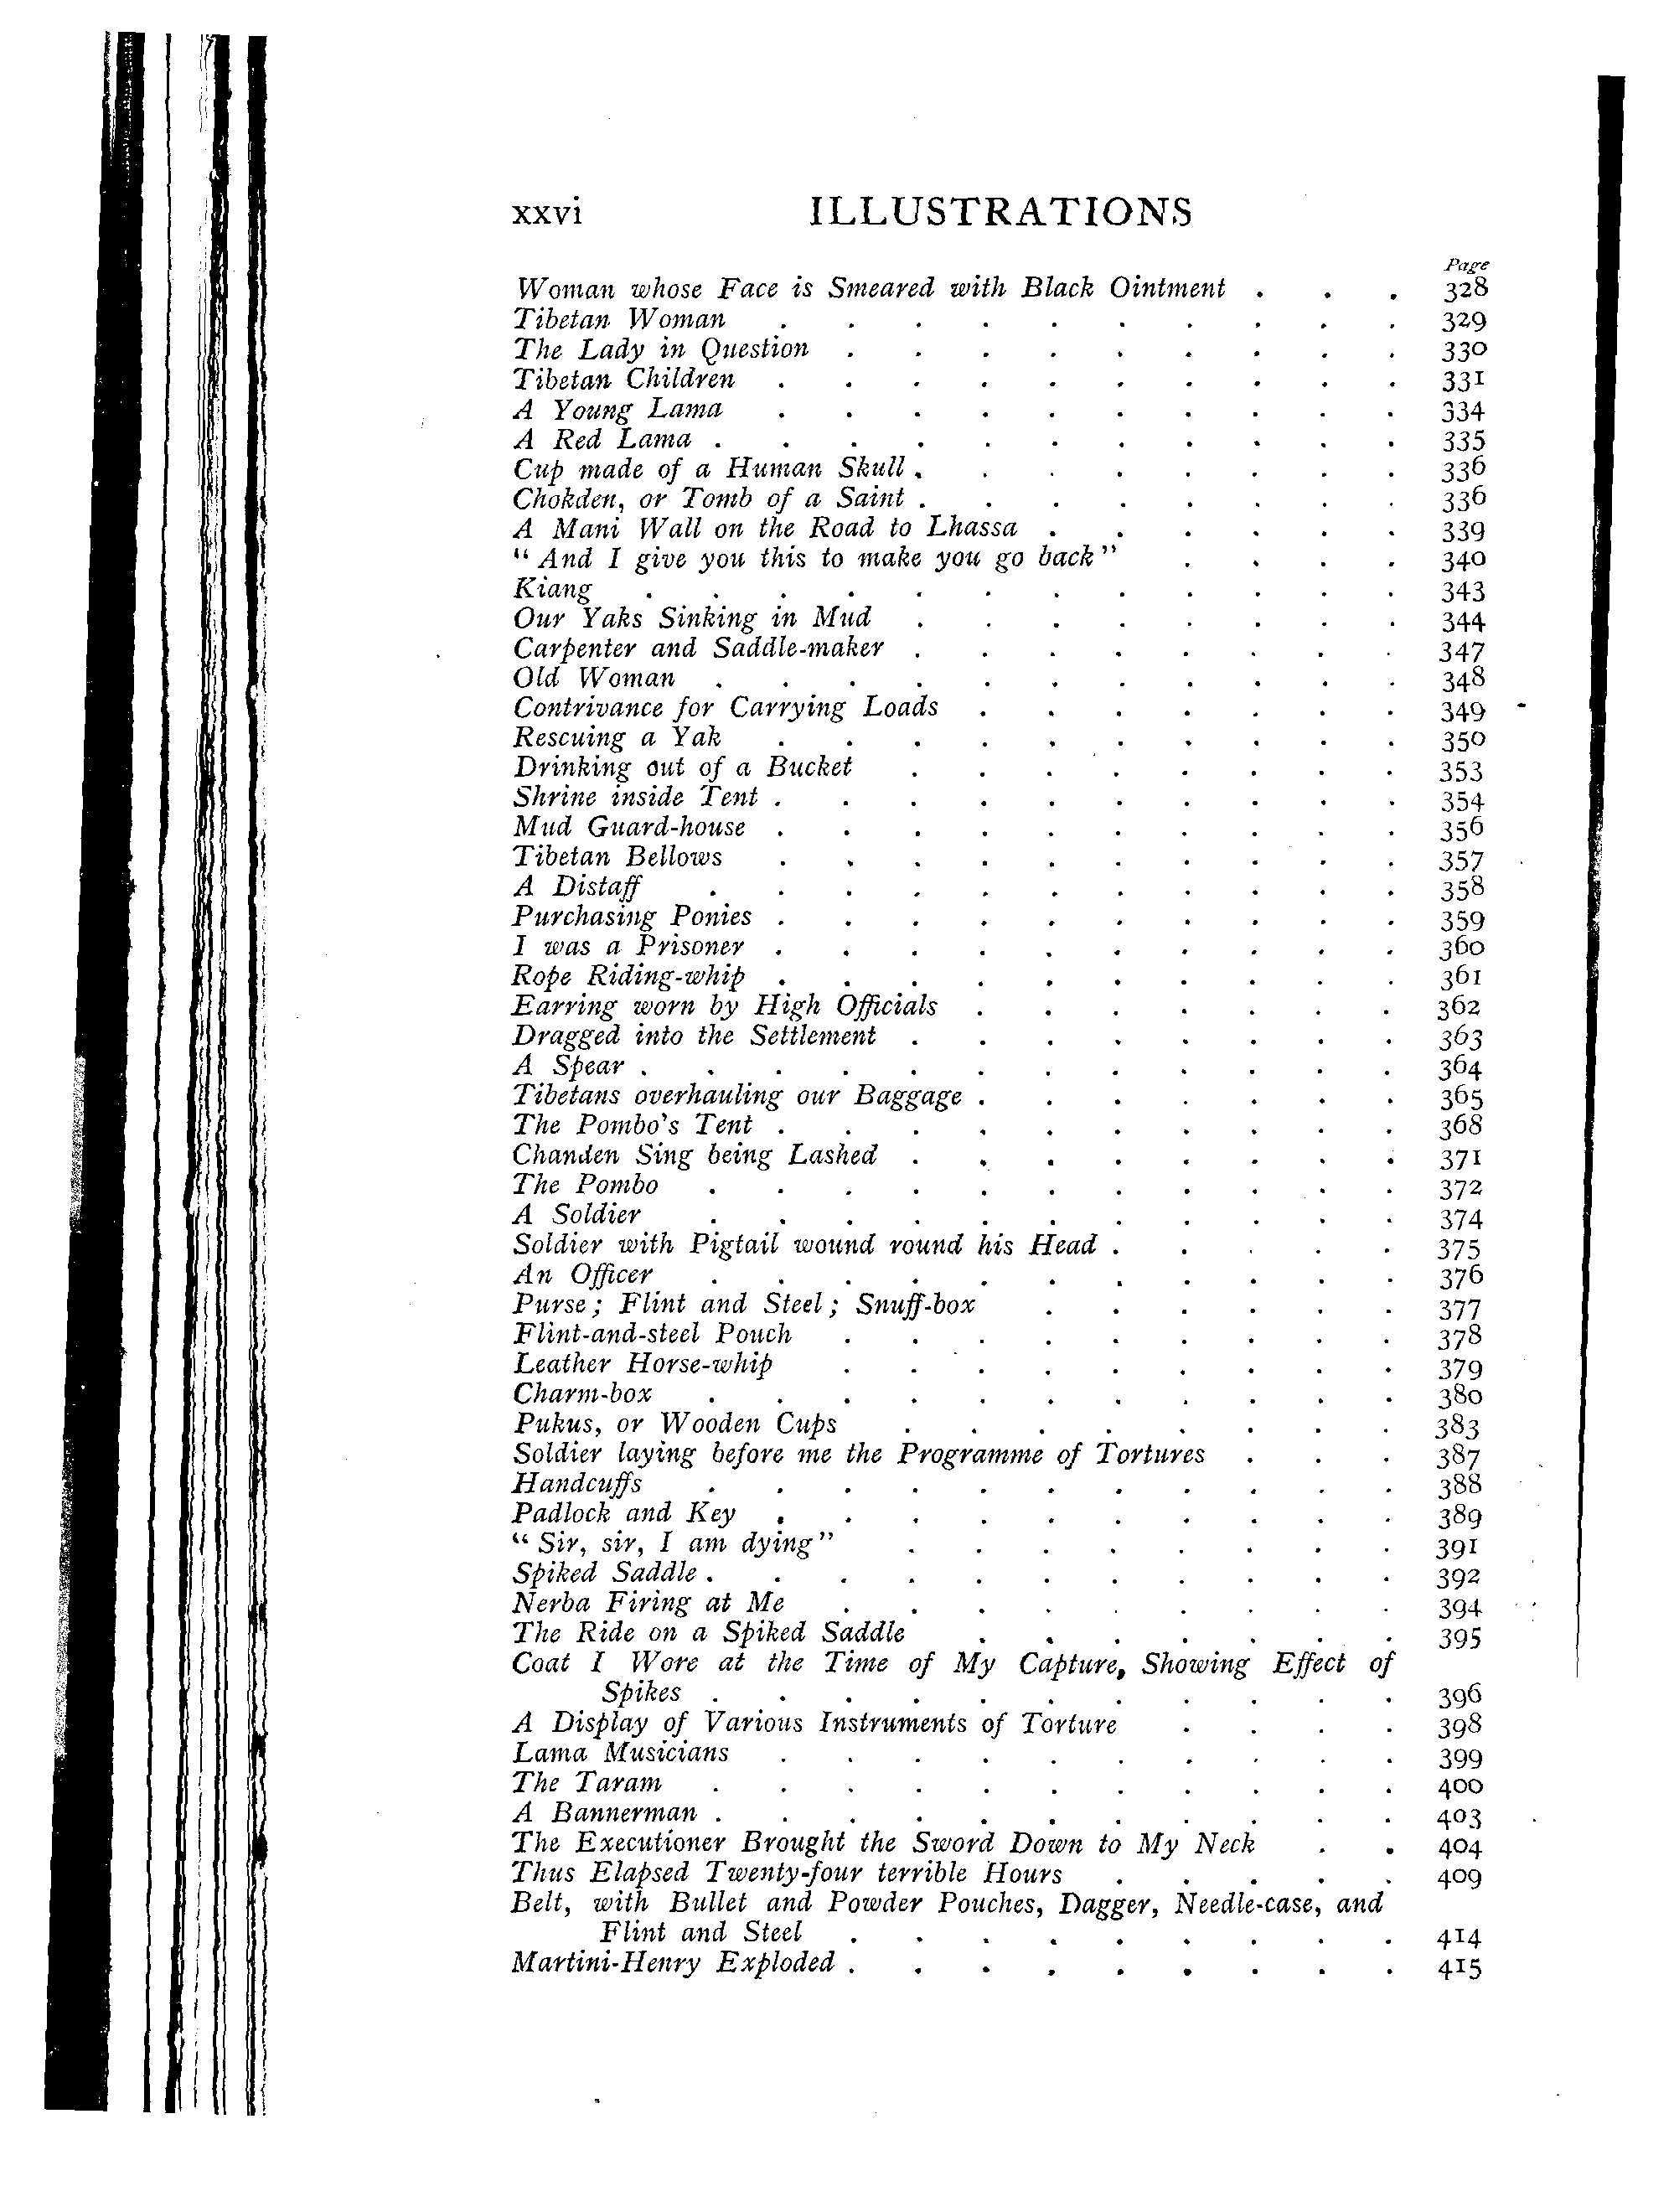 xxvi ILLUSTRATIONS
Page
Woman whose Face is Smeared with Black Ointment . . . 328
Tibetan Woman . . . . . . . . . . 329
The Lady in Question . . . . . . . . . 330
Tibetan Children . . . . . . . . . . 331
A Young Lama . . . . . . . . . . 334
A Red Lama . . . . . . . . . . . 335
Cup made of a Human Skull . . . . . . . . 336
Chokden, or Tomb of a Saint . . . . . . . . 336
A Mani Wall on the Road to Lhassa . . . . . . 339
“And I give you this to make you go back” . . . . 340
Kiang . . . . . . . . . . . . 343
Our Yaks Sinking in Mud . . . . . . . . 344
Carpenter and Saddle-maker . . . . . . . . 347
Old Woman . . . . . . . . . . . 348
Contrivance for Carrying Loads . . . . . . . 349
Rescuing a Yak . . . . . . . . . . 350
Drinking out of a Bucket . . . . . . . . 353
Shrine inside Tent . . . . . . . . . . 354
Mud Guard-house . . . . . . . . . . 356
Tibetan Bellows . . . . . . . . . . 357
A Distaff . . . . . . . . . . . 358
Purchasing Ponies . . . . . . . . . . 359
I was a Prisoner . . . . . . . . . . 360
Rope Riding-whip . . . . . . . . . . 361
Earring worn by High Officials . . . . . . . 362
Dragged into the Settlement . . . . . . . . 363
A Spear . . . . . . . . . . . . 364
Tibetans overhauling our Baggage . . . . . . . 365
The Pombo's Tent . . . . . . . . . . 368
Chanden Sing being Lashed . . . . . . . . 371
The Pombo . . . . . . . . . . . 372
A Soldier . . . . . . . . . . . 374
Soldier with Pigtail wound round his Head . . . . . 375
An Officer . . . . . . . . . . . 376
Purse; Flint and Steel; Snuff-box . . . . . . 377
Flint-and-steel Pouch . . . . . . . . . 378
Leather Horse-whip . . . . . . . . . 379
Charm-box . . . . . . . . . . . 380
Pukus, or Wooden Cups . . . . . . . . 383
Soldier laying before me the Programme of Tortures . . . 387
Handcuffs . . . . . . . . . . . 388
Padlock and Key . . . . . . . . . . 389
“Sir, sir, I am dying” . . . . . . . . 391
Spiked Saddle . . . . . . . . . . . 392
Nerba Firing at Me . . . . . . . . . 394
The Ride on a Spiked Saddle . . . . . . . 395
Coat I Wore at the Time of My Capture, Showing Effect of
Spikes . . . . . . . . . . . 396
A Display of Various Instruments of Torture . . . . 398
Lama Musicians . . . . . . . . . . 399
The Taram . . . . . . . . . . . 400
A Bannerman . . . . . . . . . . . 403
The Executioner Brought the Sword Down to My Neck . . 404
Thus Elapsed Twenty-four terrible Hours . . . . . 409
Belt, with Bullet and Powder Pouches, Dagger, Needle-case, and
Flint and Steel . . . . . . . . . 414
Martini-Henry Exploded . . . . . . . . . 415